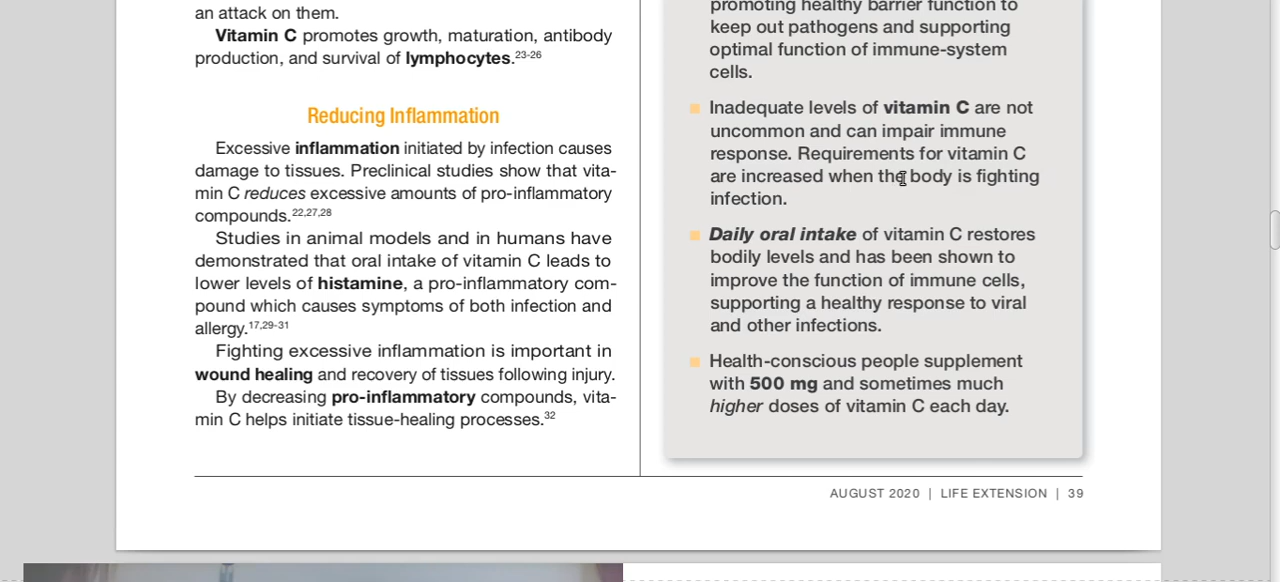 an attack on them.
Vitamin C promotes growth, maturation, antibody
production, and survival of lymphocytes.23-26
Reducing Inflammation
Excessive inflammation initiated by infection causes
damage to tissues. Preclinical studies show that vita-
min C reduces excessive amounts of pro-inflammatory
compounds.22,27,28
Studies in animal models and in humans have
demonstrated that oral intake of vitamin C leads to
lower levels of histamine, a pro-inflammatory com-
pound which causes symptoms of both infection and
allergy.17,29-31
Fighting excessive inflammation is important in
wound healing and recovery of tissues following injury.
By decreasing pro-inflammatory compounds, vita-
min C helps initiate tissue-healing processes.32
promoting healthy barrier function to
keep out pathogens and supporting
optimal function of immune-system
cells.
Inadequate levels of vitamin C are not
uncommon and can impair immune
response. Requirements for vitamin C
are increased when the body is fighting
infection.
Daily oral intake of vitamin C restores
bodily levels and has been shown to
improve the function of immune cells,
supporting a healthy response to viral
and other infections.
Health-conscious people supplement
with 500 mg and sometimes much
higher doses of vitamin C each day.
AUGUST 2020 | LIFE EXTENSION | 39